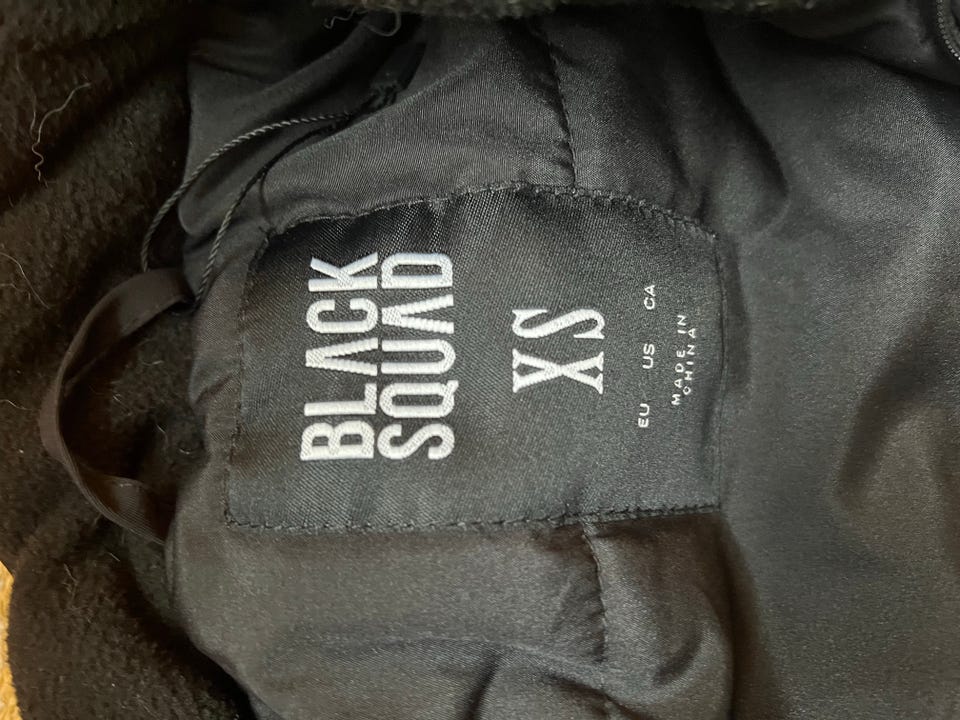 BLACK
SQUAD
XS
EU US CA
MADE IN
CHINA